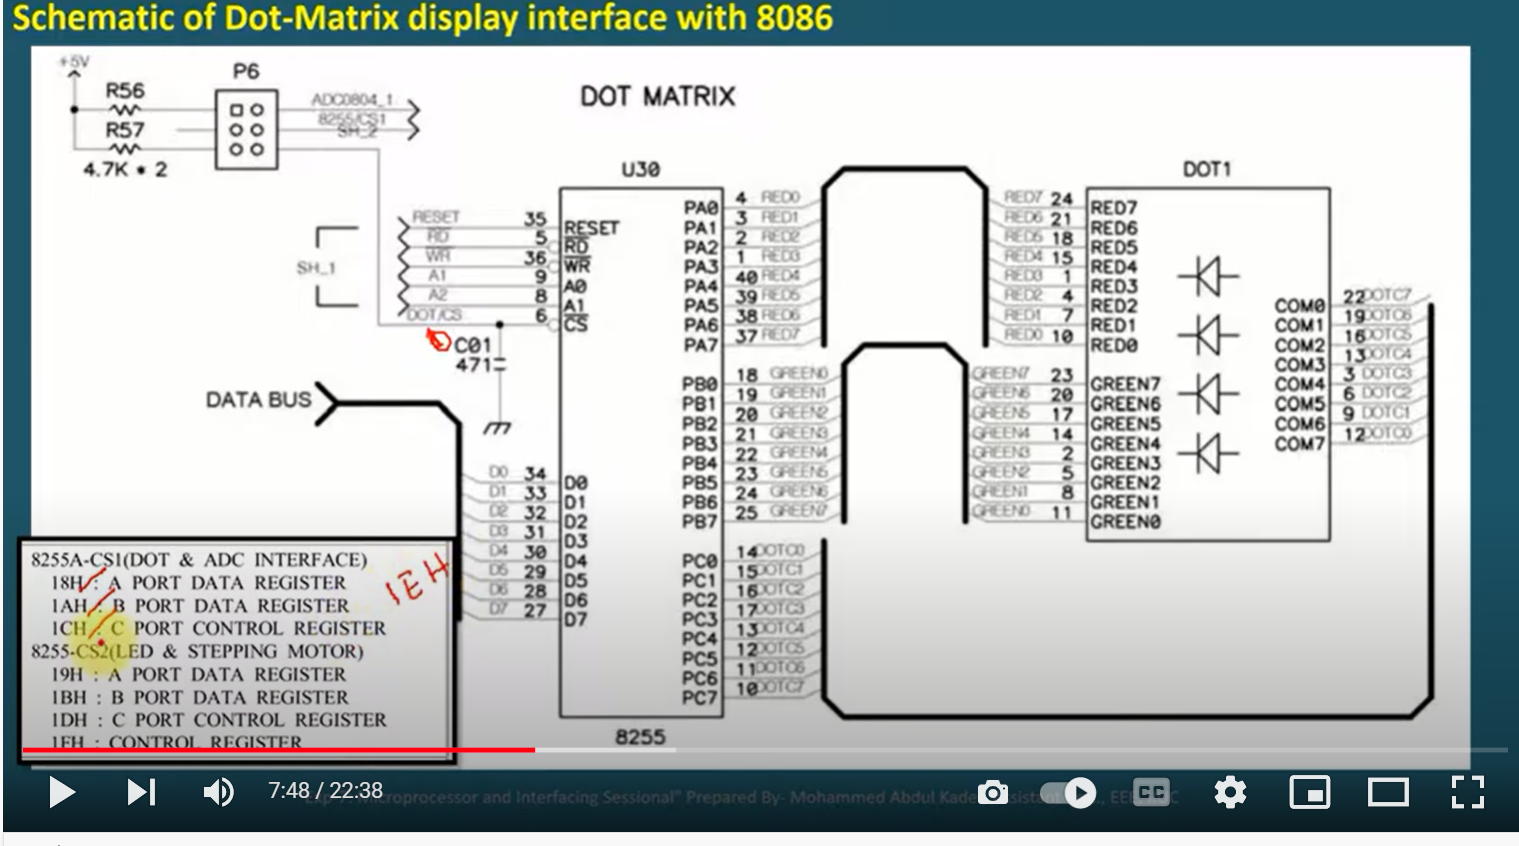 Schematic of Dot-Matrix display interface with 8086
+5V
P6
DOT MATRIX
R56
R57
4.7K * 2
ADC0804_1
8255/CS1
SH_2
U30
DOT1
SH_1
RESET 35 RESET
RD 5 RD
WR 36 WR
A1 9 A0
A2 8 A1
DOT/CS 6 CS
C01
471
DATA BUS
D0 34 D0
D1 33 D1
D2 32 D2
D3 31 D3
D4 30 D4
D5 29 D5
D6 28 D6
D7 27 D7
PA0 4 RED0
PA1 3 RED1
PA2 2 RED2
PA3 1 RED3
PA4 40 RED4
PA5 39 RED5
PA6 38 RED6
PA7 37 RED7
PB0 18 GREEN0
PB1 19 GREEN1
PB2 20 GREEN2
PB3 21 GREEN3
PB4 22 GREEN4
PB5 23 GREEN5
PB6 24 GREEN6
PB7 25 GREEN7
PC0 14 DOTC0
PC1 15 DOTC1
PC2 16 DOTC2
PC3 17 DOTC3
PC4 13 DOTC4
PC5 12 DOTC5
PC6 11 DOTC6
PC7 10 DOTC7
8255
RED7 24 RED7
RED6 21 RED6
RED5 18 RED5
RED4 15 RED4
RED3 1 RED3
RED2 4 RED2
RED1 7 RED1
RED0 10 RED0
GREEN7 23 GREEN7
GREEN6 20 GREEN6
GREEN5 17 GREEN5
GREEN4 14 GREEN4
GREEN3 2 GREEN3
GREEN2 5 GREEN2
GREEN1 8 GREEN1
GREEN0 11 GREEN0
COM0 22 DOTC7
COM1 19 DOTC6
COM2 16 DOTC5
COM3 13 DOTC4
COM4 3 DOTC3
COM5 6 DOTC2
COM6 9 DOTC1
COM7 12 DOTC0
8255A-CS1(DOT & ADC INTERFACE)
18H : A PORT DATA REGISTER
1AH : B PORT DATA REGISTER
1CH : C PORT CONTROL REGISTER
1EH
8255-CS2(LED & STEPPING MOTOR)
19H : A PORT DATA REGISTER
1BH : B PORT DATA REGISTER
1DH : C PORT CONTROL REGISTER
1FH : CONTROL REGISTER
7:48 / 22:38
CC
and Interfacing Sessional" Prepared By- Mohammed Abdul